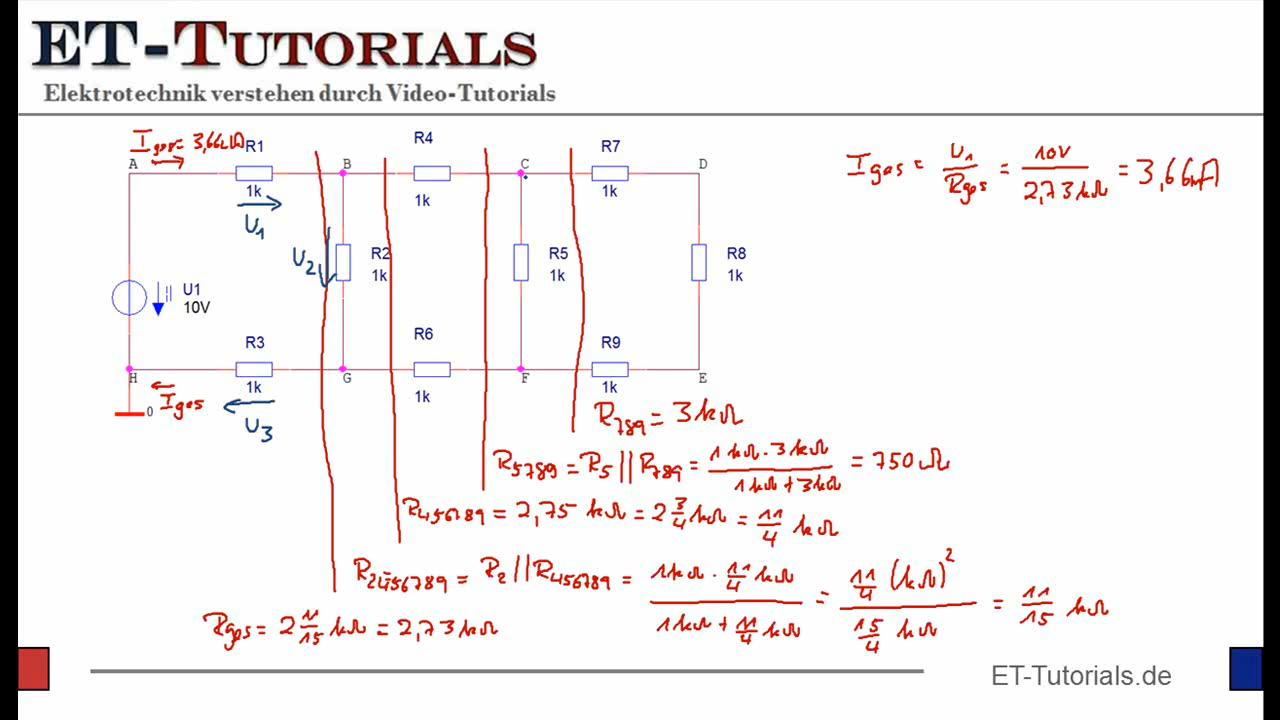 ET-TUTORIALS
Elektrotechnik verstehen durch Video-Tutorials
I ges = 3,66mA
A
R1
1k
U1
B
R4
1k
C
R7
1k
D
I ges = U1 / Rges = 10V / 2,73kΩ = 3,66mA
U2
R2
1k
R5
1k
R8
1k
U1
10V
R3
1k
R6
1k
R9
1k
H
G
F
E
0
I ges
U3
R789 = 3kΩ
R5789 = R5 || R789 = 1kΩ · 3kΩ / 1kΩ + 3kΩ = 750Ω
R456789 = 2,75 kΩ = 2 3/4 kΩ = 11/4 kΩ
R2456789 = R2 || R456789 = 1kΩ · 11/4 kΩ / 1kΩ + 11/4 kΩ = 11/4 (kΩ)² / 15/4 kΩ = 11/15 kΩ
Rges = 2 11/15 kΩ = 2,73kΩ
ET-Tutorials.de